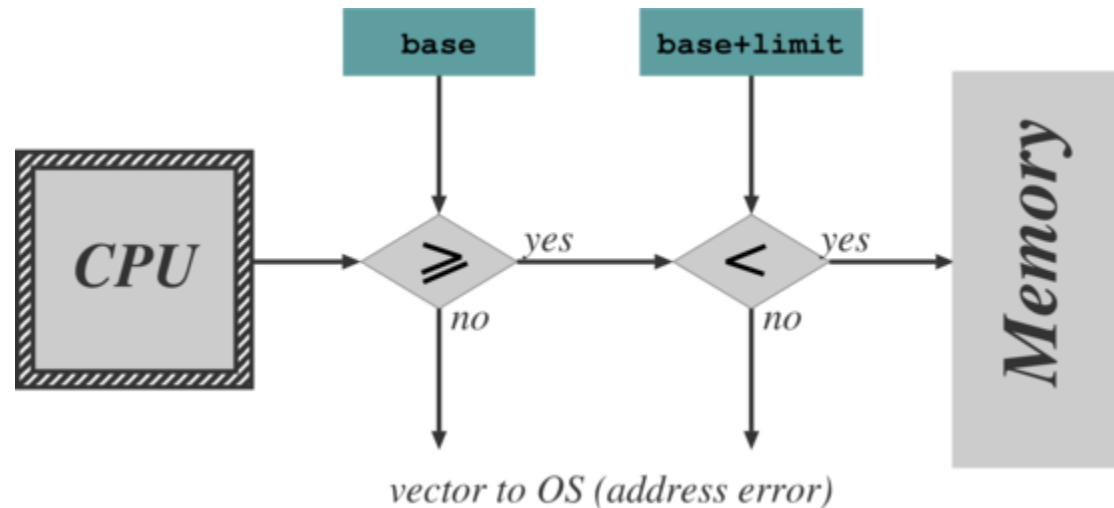 base
base+limit
CPU
≥
yes
<
yes
Memory
no
no
vector to OS (address error)